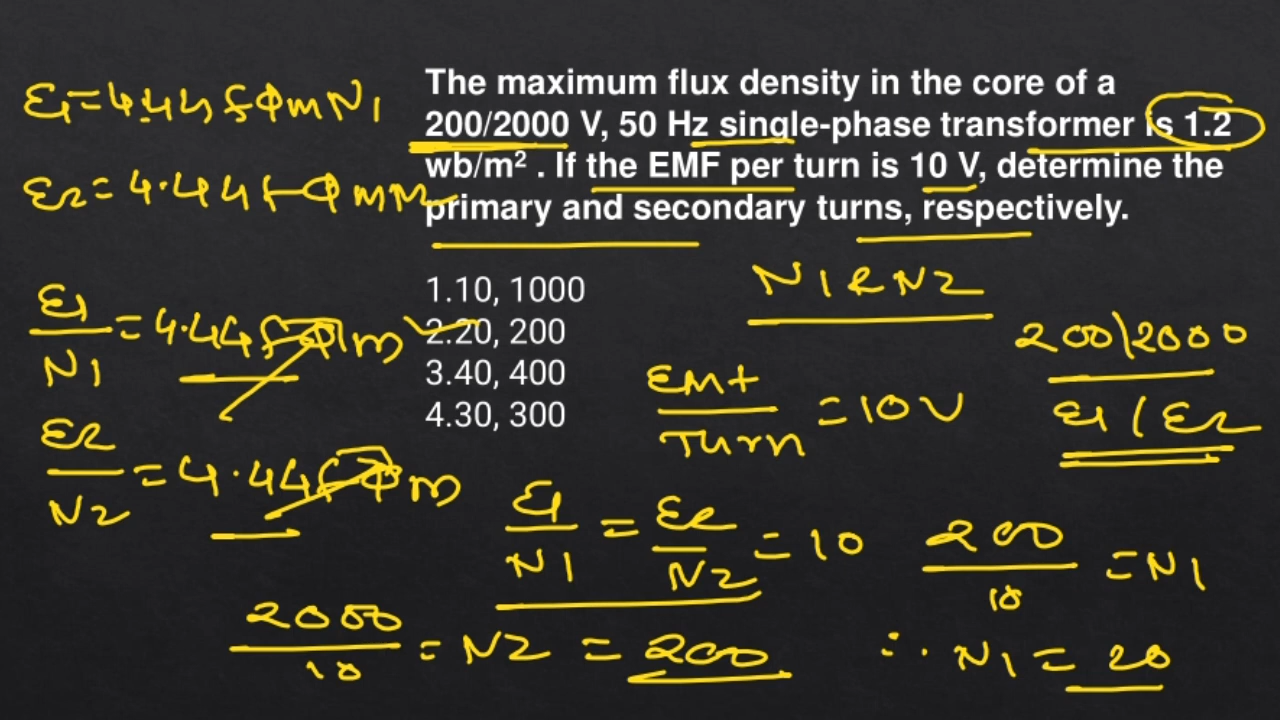 The maximum flux density in the core of a
200/2000 V, 50 Hz single-phase transformer is 1.2
wb/m². If the EMF per turn is 10 V, determine the
primary and secondary turns, respectively.
1.10, 1000
2.20, 200
3.40, 400
4.30, 300
E1=4.44fΦmN1
E2=4.44fΦmN2
E1/N1=4.44fΦm
E2/N2=4.44fΦm
N1&N2
200\2000
E1/E2
EMf/Turn=10V
E1/N1=E2/N2=10
200/10=N1
2000/10=N2=200
∴N1=20